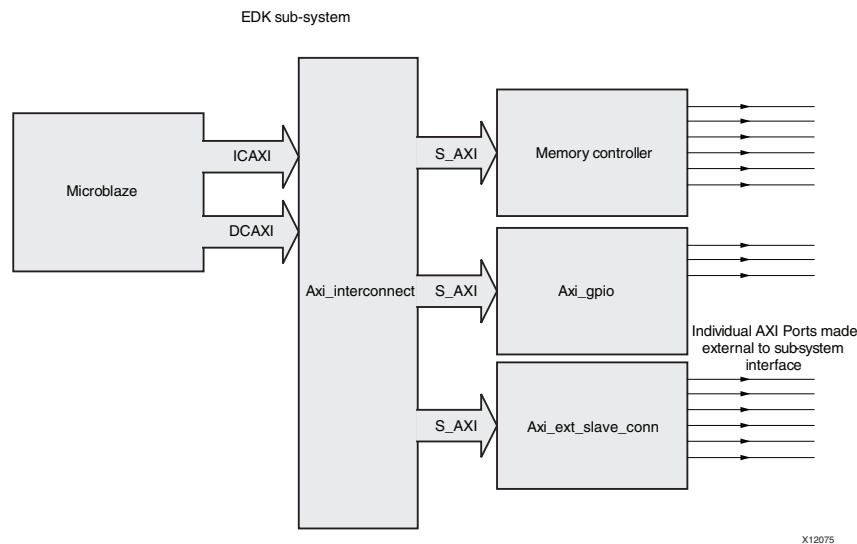 EDK sub-system
Microblaze
ICAXI
DCAXI
Axi_interconnect
S_AXI
Memory controller
S_AXI
Axi_gpio
Individual AXI Ports made
external to sub-system
interface
S_AXI
Axi_ext_slave_conn
X12075